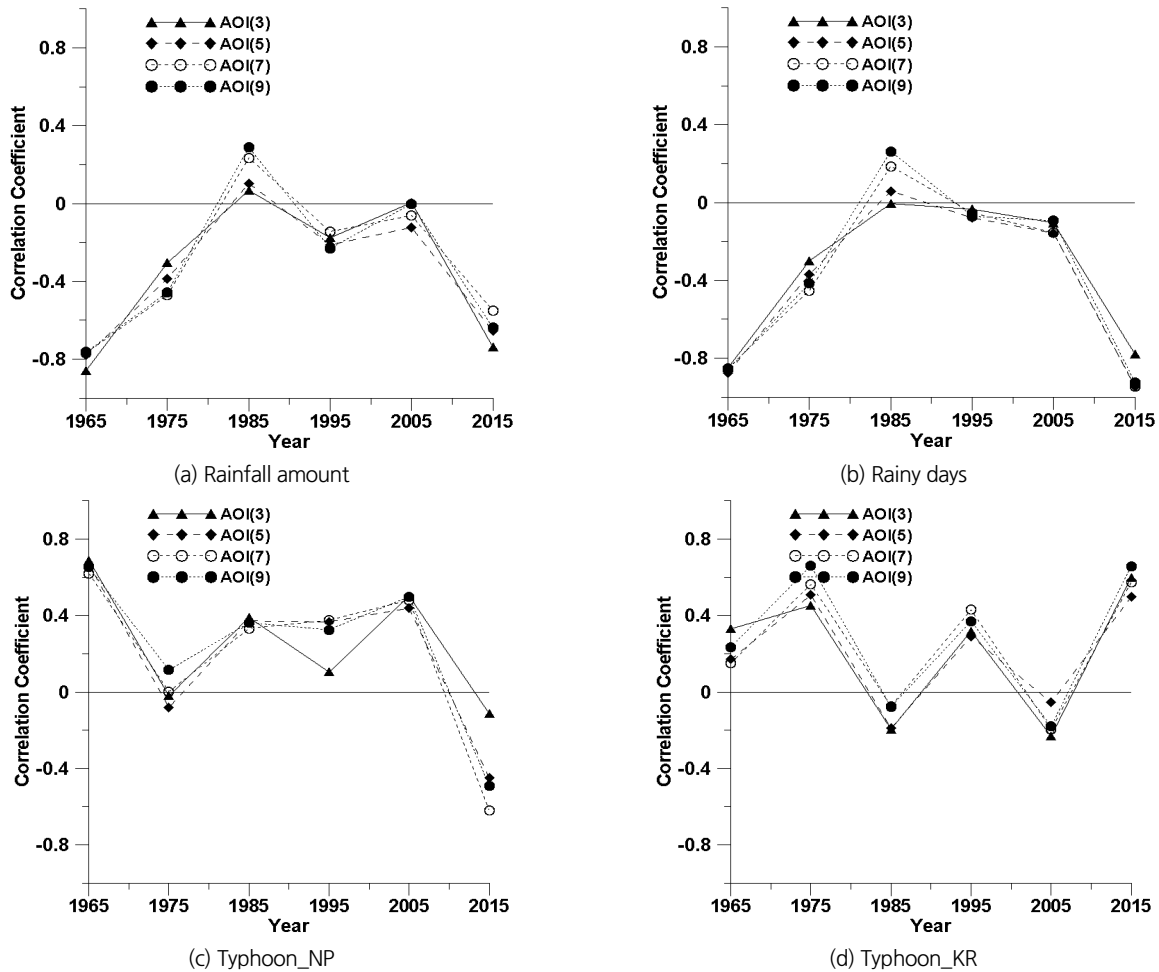 AOI(3)
AOI(5)
AOI(7)
AOI(9)
0.8
0.4
0
-0.4
-0.8
Correlation Coefficient
1965 1975 1985 1995 2005 2015
Year
(a) Rainfall amount
AOI(3)
AOI(5)
AOI(7)
AOI(9)
0.8
0.4
0
-0.4
-0.8
Correlation Coefficient
1965 1975 1985 1995 2005 2015
Year
(b) Rainy days
AOI(3)
AOI(5)
AOI(7)
AOI(9)
0.8
0.4
0
-0.4
-0.8
Correlation Coefficient
1965 1975 1985 1995 2005 2015
Year
(c) Typhoon_NP
AOI(3)
AOI(5)
AOI(7)
AOI(9)
0.8
0.4
0
-0.4
-0.8
Correlation Coefficient
1965 1975 1985 1995 2005 2015
Year
(d) Typhoon_KR